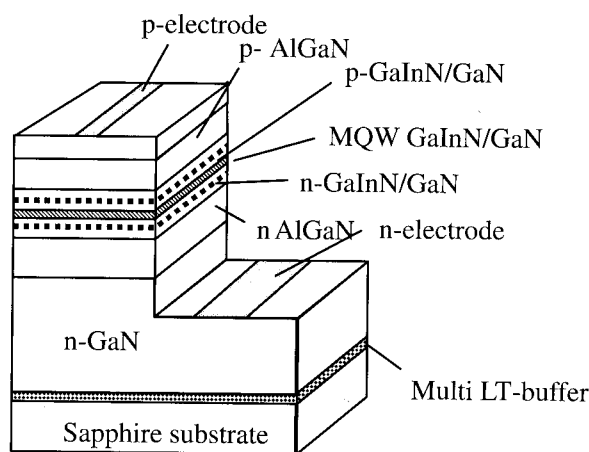 p-electrode
p- AlGaN
p-GaInN/GaN
MQW GaInN/GaN
n-GaInN/GaN
n AlGaN
n-electrode
n-GaN
Multi LT-buffer
Sapphire substrate